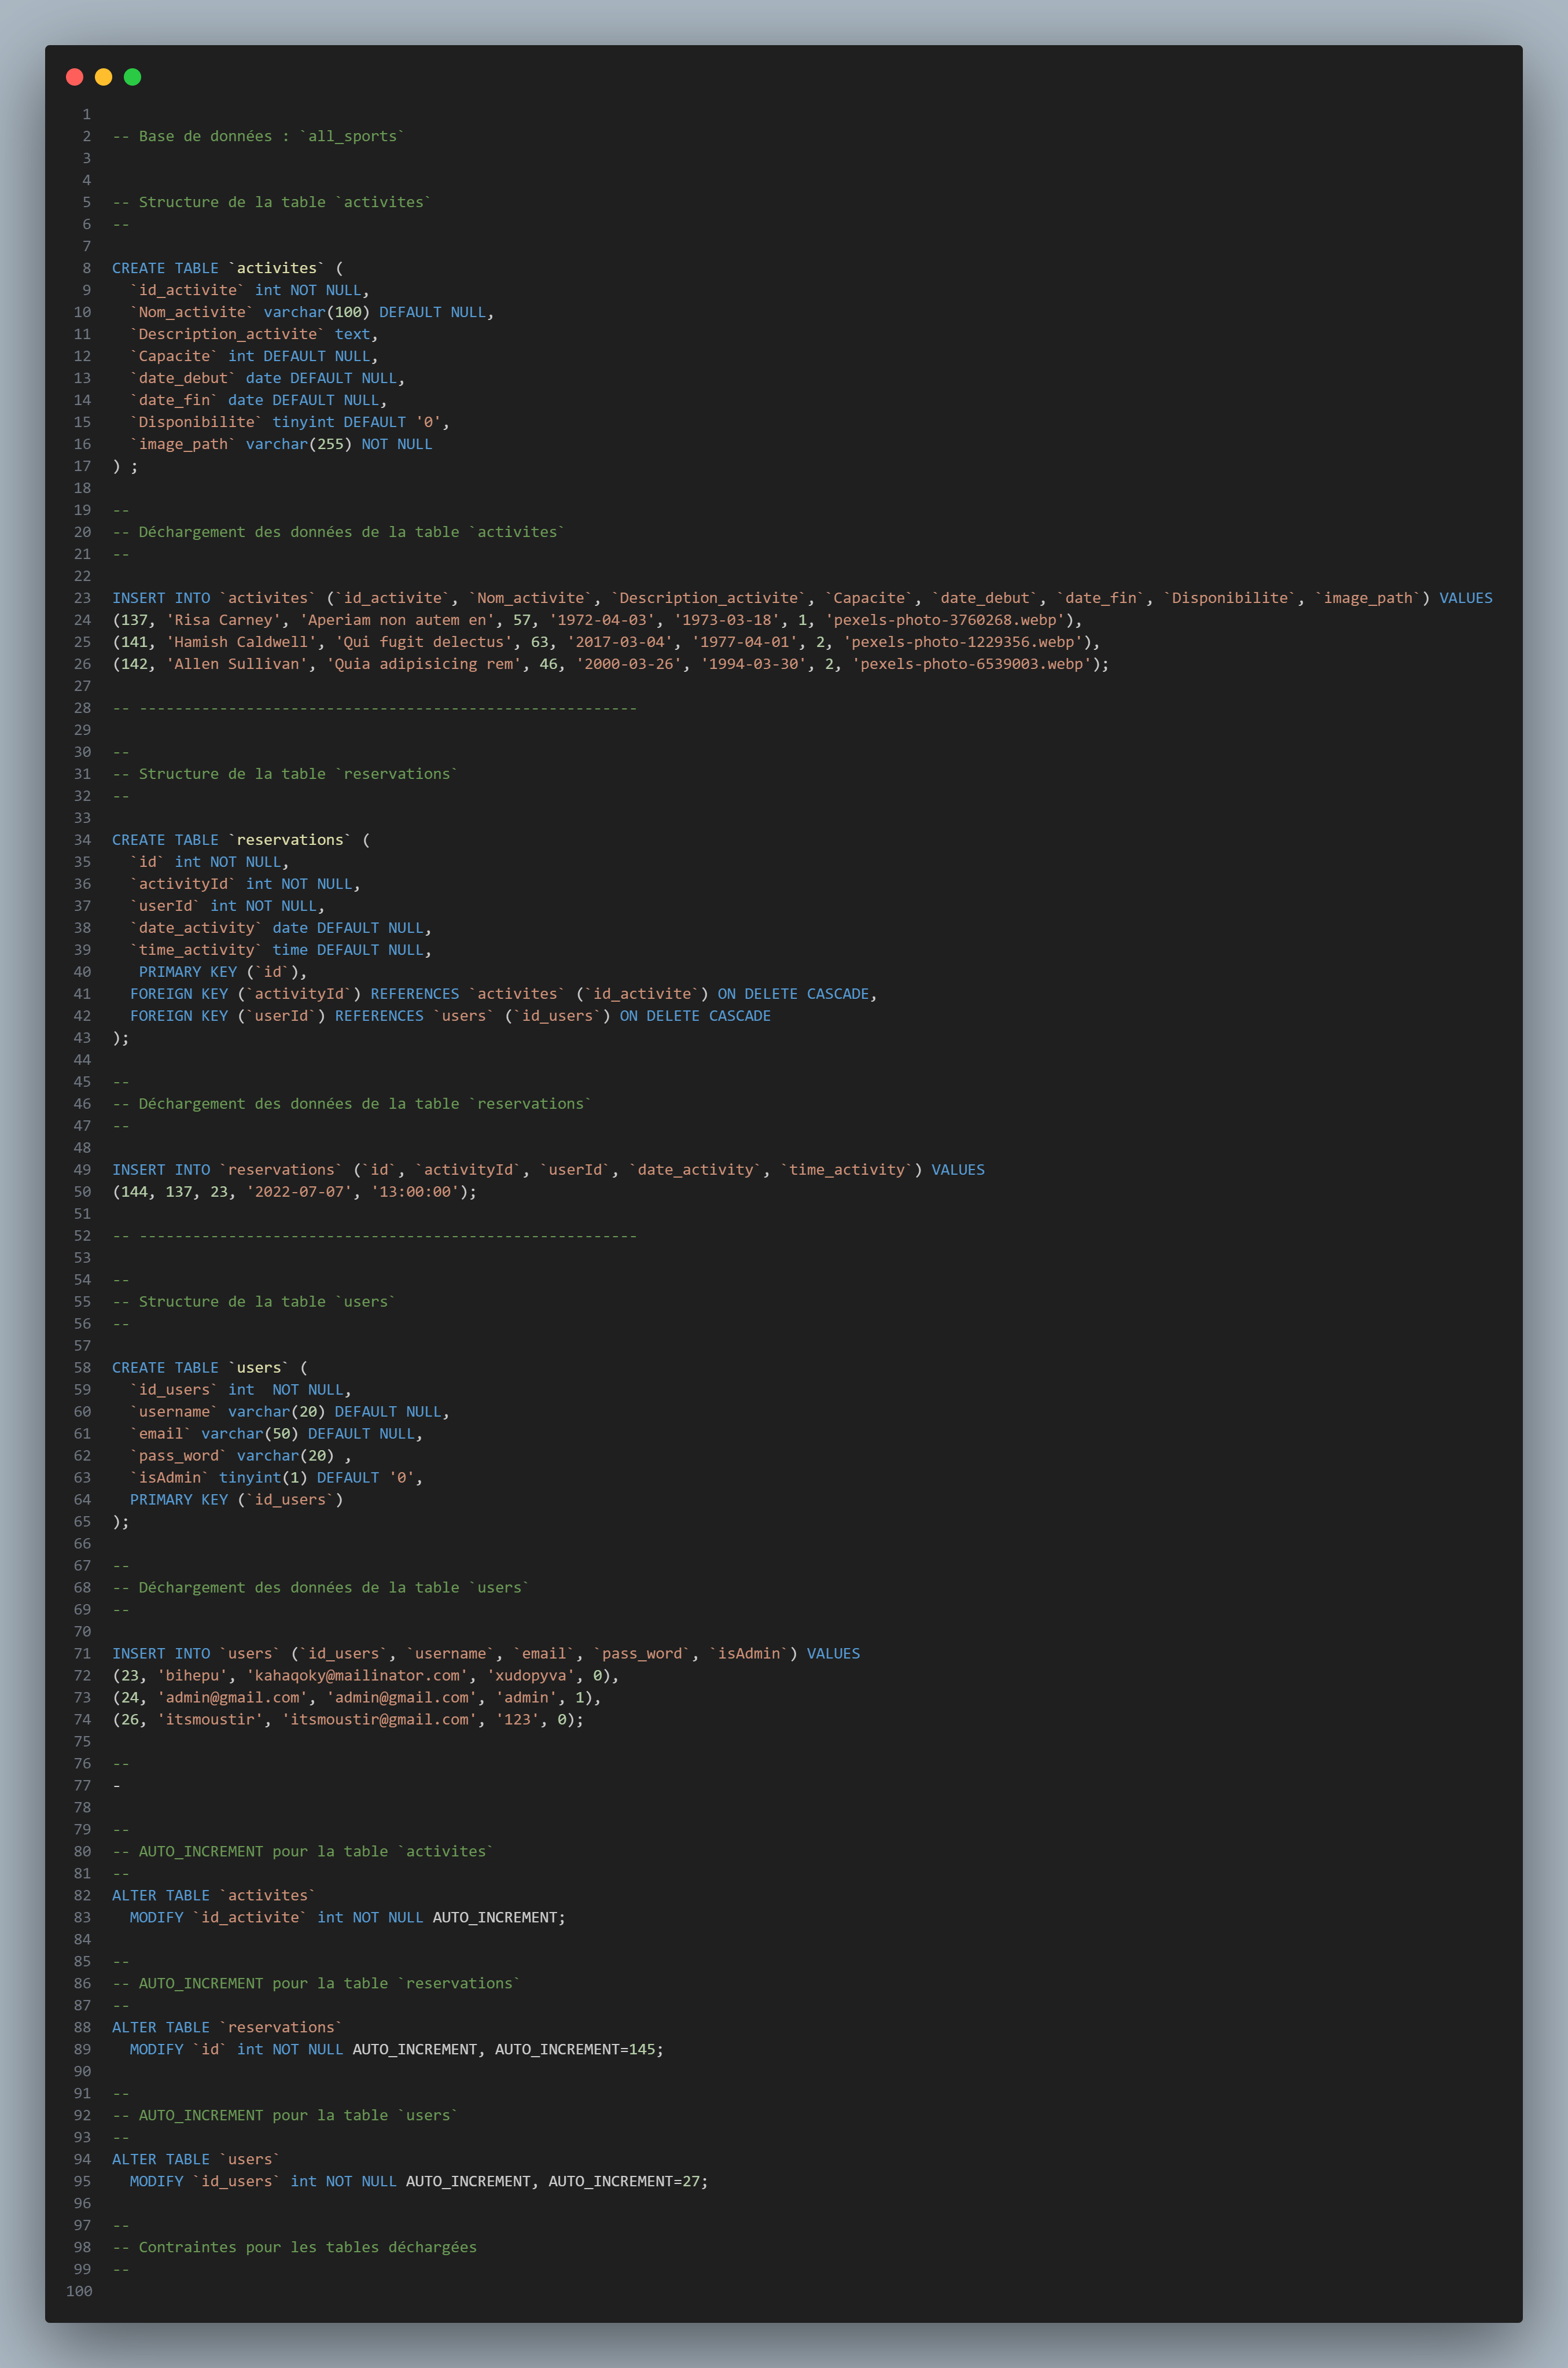 1
2 -- Base de données : `all_sports`
3
4
5 -- Structure de la table `activites`
6 --
7
8 CREATE TABLE `activites` (
9   `id_activite` int NOT NULL,
10   `Nom_activite` varchar(100) DEFAULT NULL,
11   `Description_activite` text,
12   `Capacite` int DEFAULT NULL,
13   `date_debut` date DEFAULT NULL,
14   `date_fin` date DEFAULT NULL,
15   `Disponibilite` tinyint DEFAULT '0',
16   `image_path` varchar(255) NOT NULL
17 ) ;
18
19 --
20 -- Déchargement des données de la table `activites`
21 --
22
23 INSERT INTO `activites` (`id_activite`, `Nom_activite`, `Description_activite`, `Capacite`, `date_debut`, `date_fin`, `Disponibilite`, `image_path`) VALUES
24 (137, 'Risa Carney', 'Aperiam non autem en', 57, '1972-04-03', '1973-03-18', 1, 'pexels-photo-3760268.webp'),
25 (141, 'Hamish Caldwell', 'Qui fugit delectus', 63, '2017-03-04', '1977-04-01', 2, 'pexels-photo-1229356.webp'),
26 (142, 'Allen Sullivan', 'Quia adipisicing rem', 46, '2000-03-26', '1994-03-30', 2, 'pexels-photo-6539003.webp');
27
28 -- --------------------------------------------------------
29
30 --
31 -- Structure de la table `reservations`
32 --
33
34 CREATE TABLE `reservations` (
35   `id` int NOT NULL,
36   `activityId` int NOT NULL,
37   `userId` int NOT NULL,
38   `date_activity` date DEFAULT NULL,
39   `time_activity` time DEFAULT NULL,
40    PRIMARY KEY (`id`),
41   FOREIGN KEY (`activityId`) REFERENCES `activites` (`id_activite`) ON DELETE CASCADE,
42   FOREIGN KEY (`userId`) REFERENCES `users` (`id_users`) ON DELETE CASCADE
43 );
44
45 --
46 -- Déchargement des données de la table `reservations`
47 --
48
49 INSERT INTO `reservations` (`id`, `activityId`, `userId`, `date_activity`, `time_activity`) VALUES
50 (144, 137, 23, '2022-07-07', '13:00:00');
51
52 -- --------------------------------------------------------
53
54 --
55 -- Structure de la table `users`
56 --
57
58 CREATE TABLE `users` (
59   `id_users` int  NOT NULL,
60   `username` varchar(20) DEFAULT NULL,
61   `email` varchar(50) DEFAULT NULL,
62   `pass_word` varchar(20) ,
63   `isAdmin` tinyint(1) DEFAULT '0',
64   PRIMARY KEY (`id_users`)
65 );
66
67 --
68 -- Déchargement des données de la table `users`
69 --
70
71 INSERT INTO `users` (`id_users`, `username`, `email`, `pass_word`, `isAdmin`) VALUES
72 (23, 'bihepu', 'kahaqoky@mailinator.com', 'xudopyva', 0),
73 (24, 'admin@gmail.com', 'admin@gmail.com', 'admin', 1),
74 (26, 'itsmoustir', 'itsmoustir@gmail.com', '123', 0);
75
76 --
77 -
78
79 --
80 -- AUTO_INCREMENT pour la table `activites`
81 --
82 ALTER TABLE `activites`
83   MODIFY `id_activite` int NOT NULL AUTO_INCREMENT;
84
85 --
86 -- AUTO_INCREMENT pour la table `reservations`
87 --
88 ALTER TABLE `reservations`
89   MODIFY `id` int NOT NULL AUTO_INCREMENT, AUTO_INCREMENT=145;
90
91 --
92 -- AUTO_INCREMENT pour la table `users`
93 --
94 ALTER TABLE `users`
95   MODIFY `id_users` int NOT NULL AUTO_INCREMENT, AUTO_INCREMENT=27;
96
97 --
98 -- Contraintes pour les tables déchargées
99 --
100